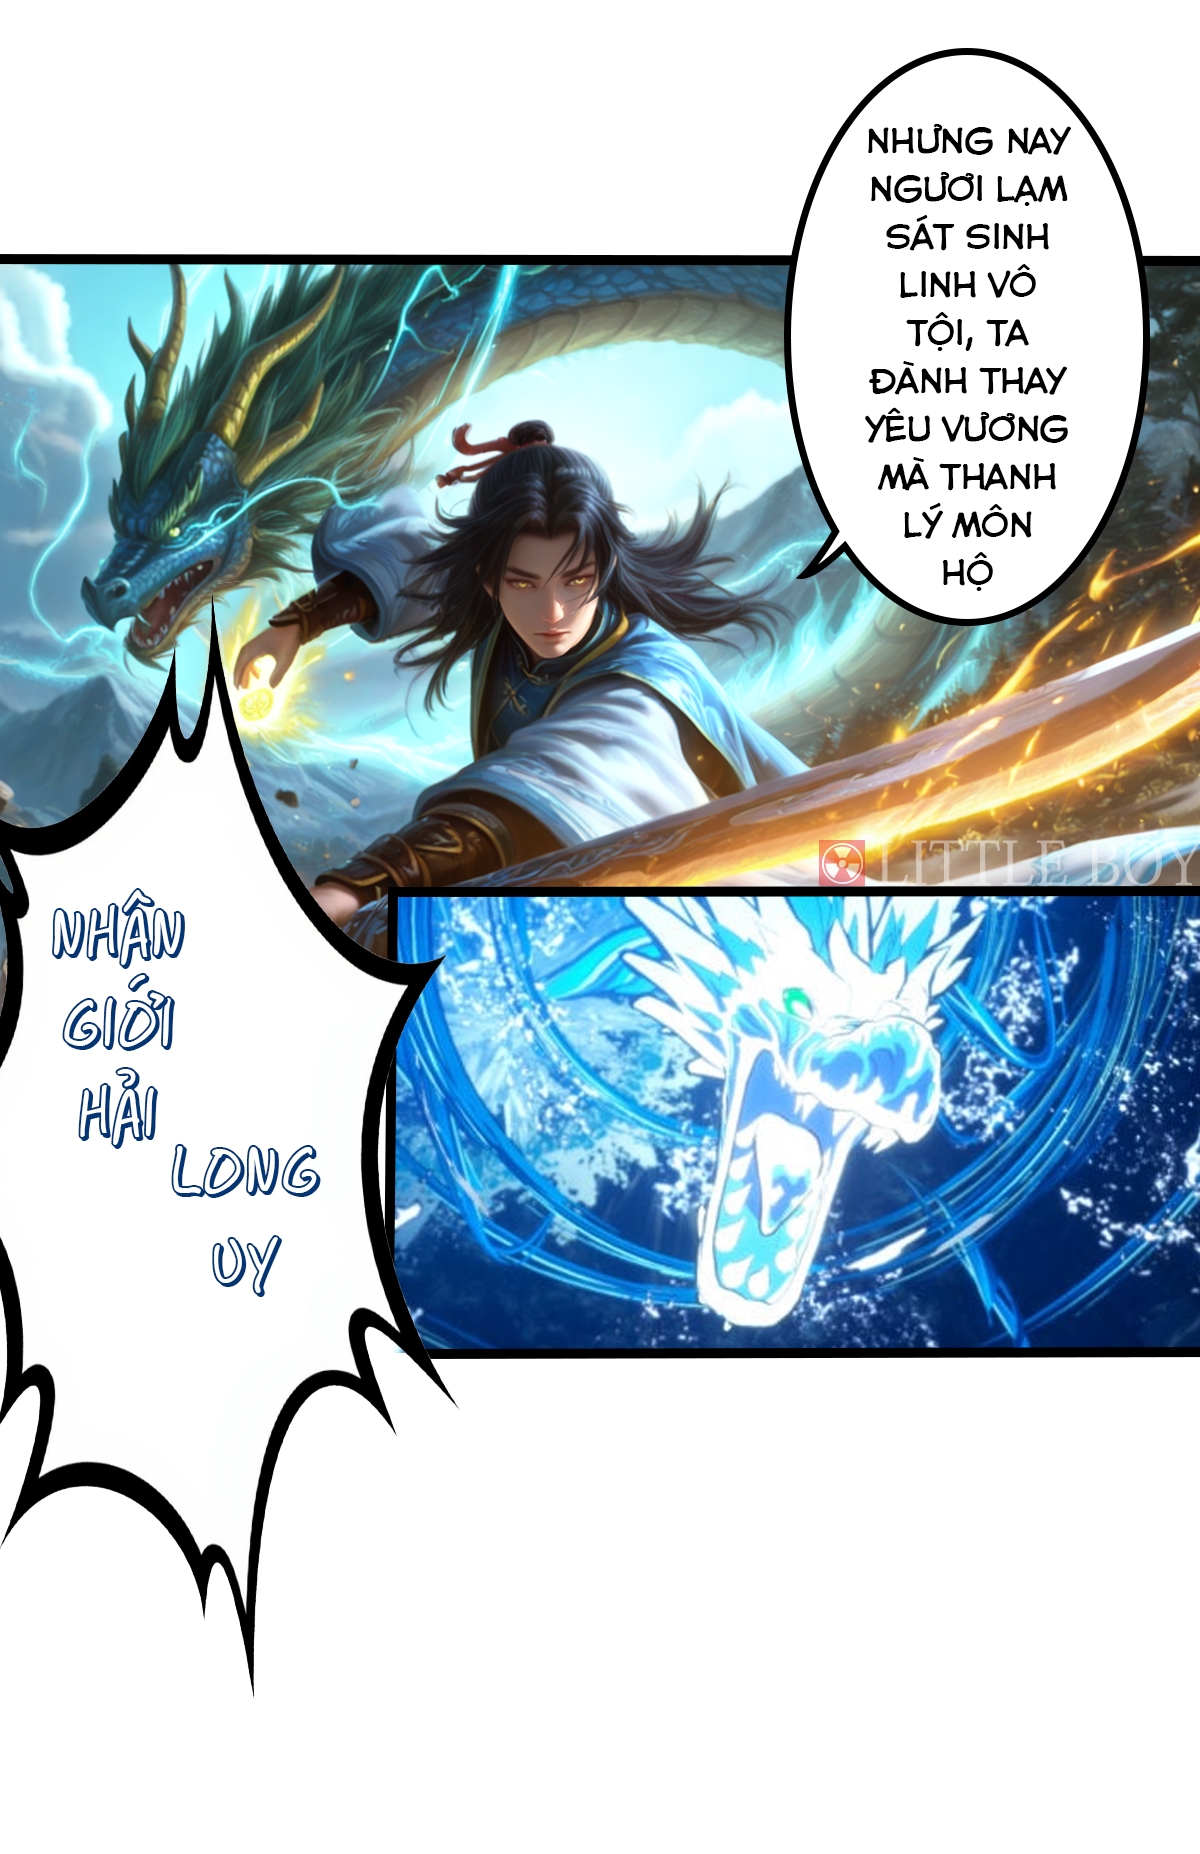 NHƯNG NAY
NGƯƠI LẠM
SÁT SINH
LINH VÔ
TỘI, TA
ĐÀNH THAY
YÊU VƯƠNG
MÀ THANH
LÝ MÔN
HỘ
LITTLE BOY
NHÂN
GIỚI
HẢI
LONG
UY